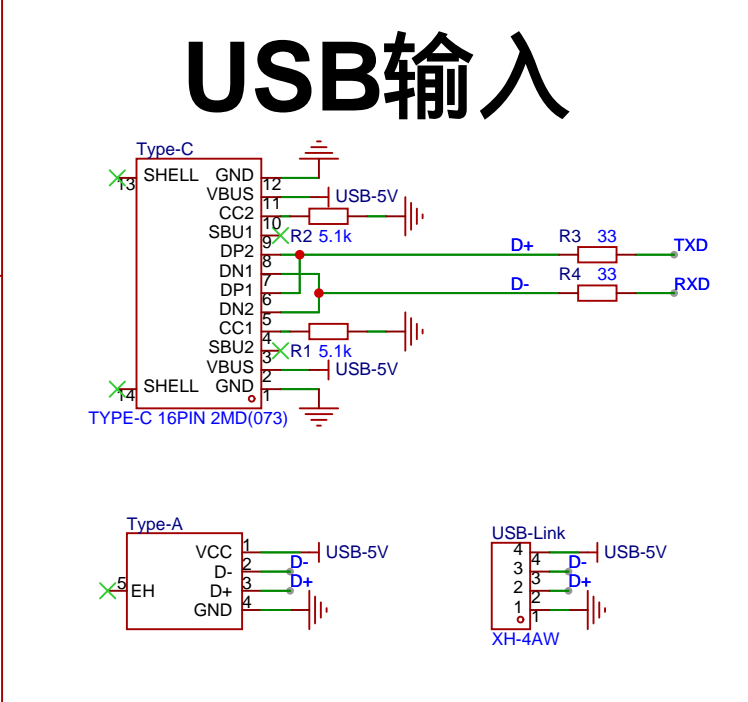 USB输入
Type-C
13 SHELL GND 12
VBUS 11 USB-5V
CC2 10
SBU1 9 R2 5.1k
DP2 8 D+ R3 33 TXD
DN1 7
DP1 6 D- R4 33 RXD
DN2 5
CC1 4
SBU2 3 R1 5.1k
VBUS 2 USB-5V
14 SHELL GND 1
TYPE-C 16PIN 2MD(073)
Type-A
VCC 1 USB-5V
D- 2 D-
5 EH D+ 3 D+
GND 4
USB-Link
4 4 USB-5V
3 3 D-
2 2 D+
1 1
XH-4AW